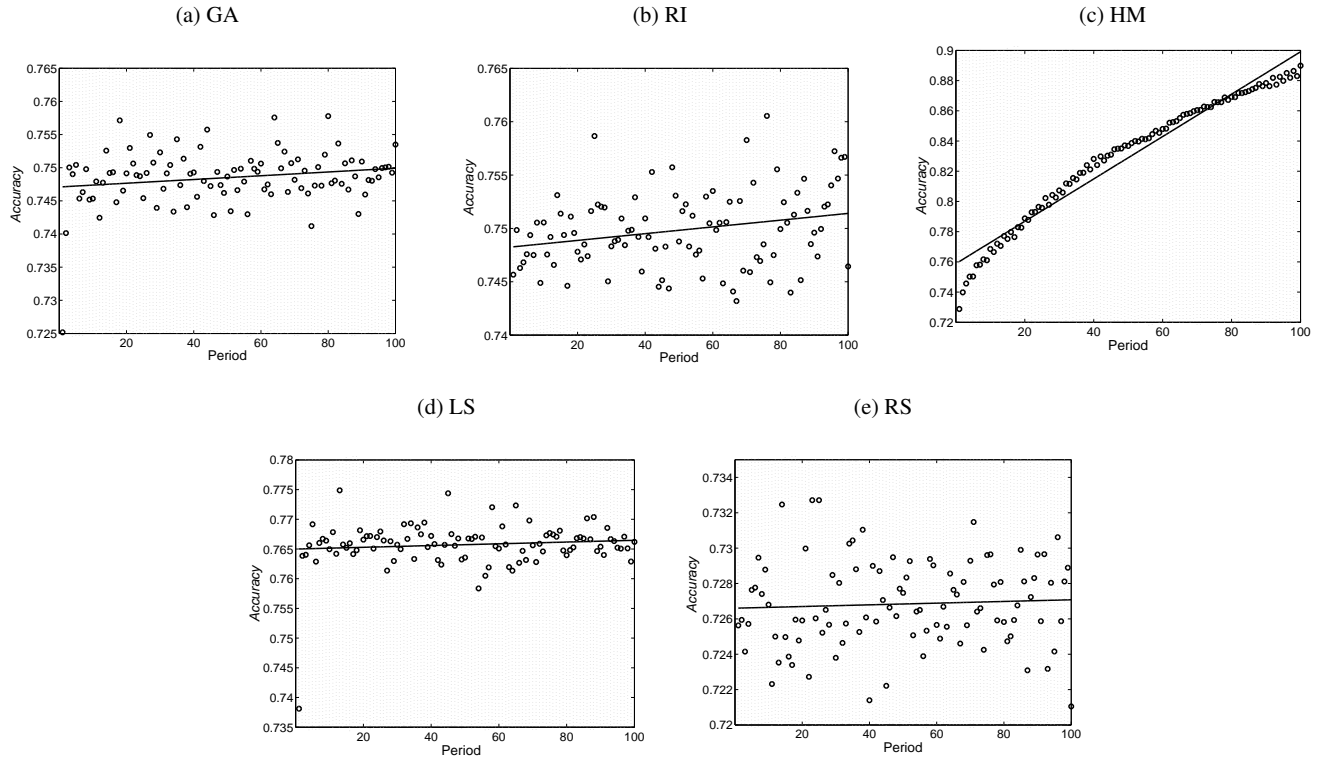 (a) GA
0.765
0.76
0.755
0.75
0.745
0.74
0.735
0.73
0.725
20 40 60 80 100
Accuracy
Period
(b) RI
0.765
0.76
0.755
0.75
0.745
0.74
20 40 60 80 100
Accuracy
Period
(c) HM
0.9
0.88
0.86
0.84
0.82
0.8
0.78
0.76
0.74
0.72
20 40 60 80 100
Accuracy
Period
(d) LS
0.78
0.775
0.77
0.765
0.76
0.755
0.75
0.745
0.74
0.735
20 40 60 80 100
Accuracy
Period
(e) RS
0.734
0.732
0.73
0.728
0.726
0.724
0.722
0.72
20 40 60 80 100
Accuracy
Period